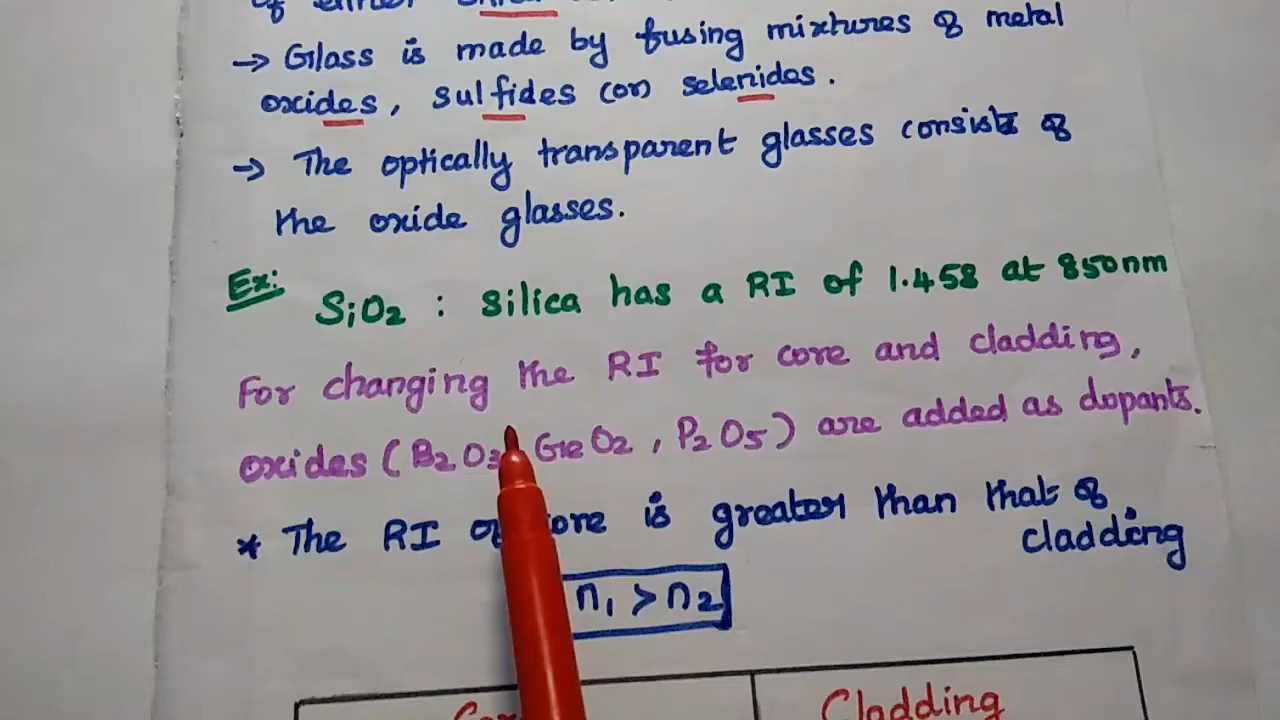 → Glass is made by fusing mixtures of metal
oxides, sulfides (or) selenides.
→ The optically transparent glasses consists of
the oxide glasses.
Ex: SiO2 : Silica has a RI of 1.458 at 850nm
For changing the RI for core and cladding,
oxides (B2O3 GeO2, P2O5) are added as dopants.
* The RI of core is greater than that of
cladding
n1 > n2
Cladding